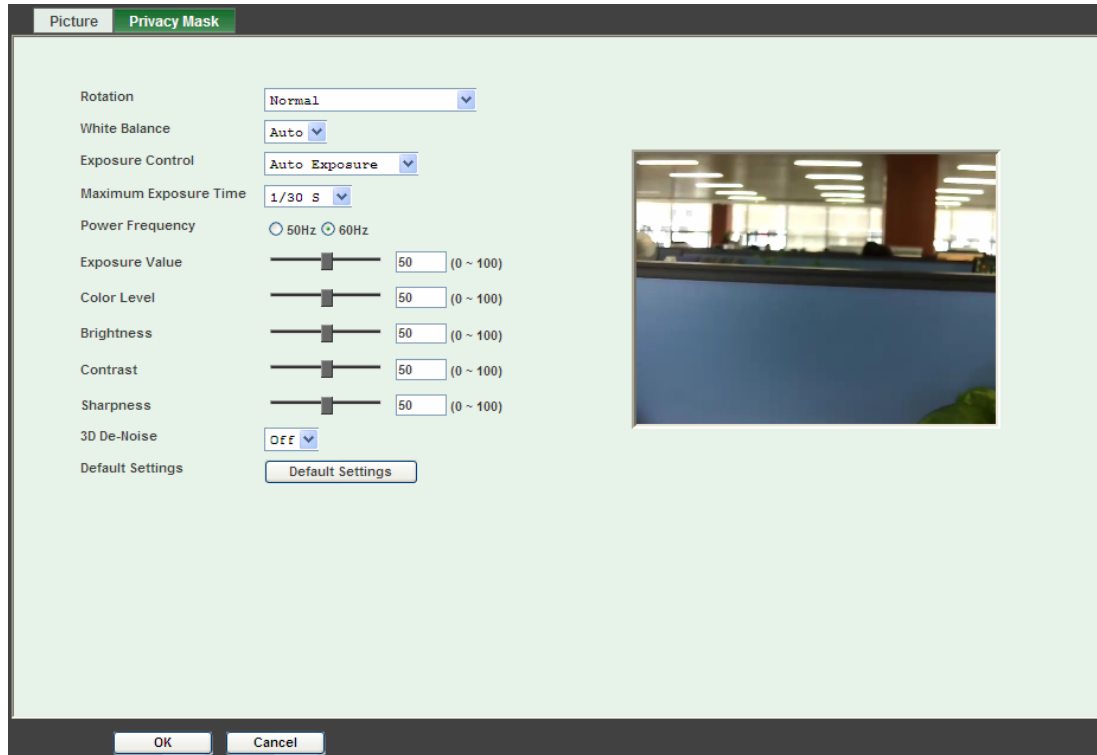 Picture Privacy Mask
Rotation Normal
White Balance Auto
Exposure Control Auto Exposure
Maximum Exposure Time 1/30 S
Power Frequency 50Hz 60Hz
Exposure Value 50 (0 ~ 100)
Color Level 50 (0 ~ 100)
Brightness 50 (0 ~ 100)
Contrast 50 (0 ~ 100)
Sharpness 50 (0 ~ 100)
3D De-Noise Off
Default Settings Default Settings
OK Cancel